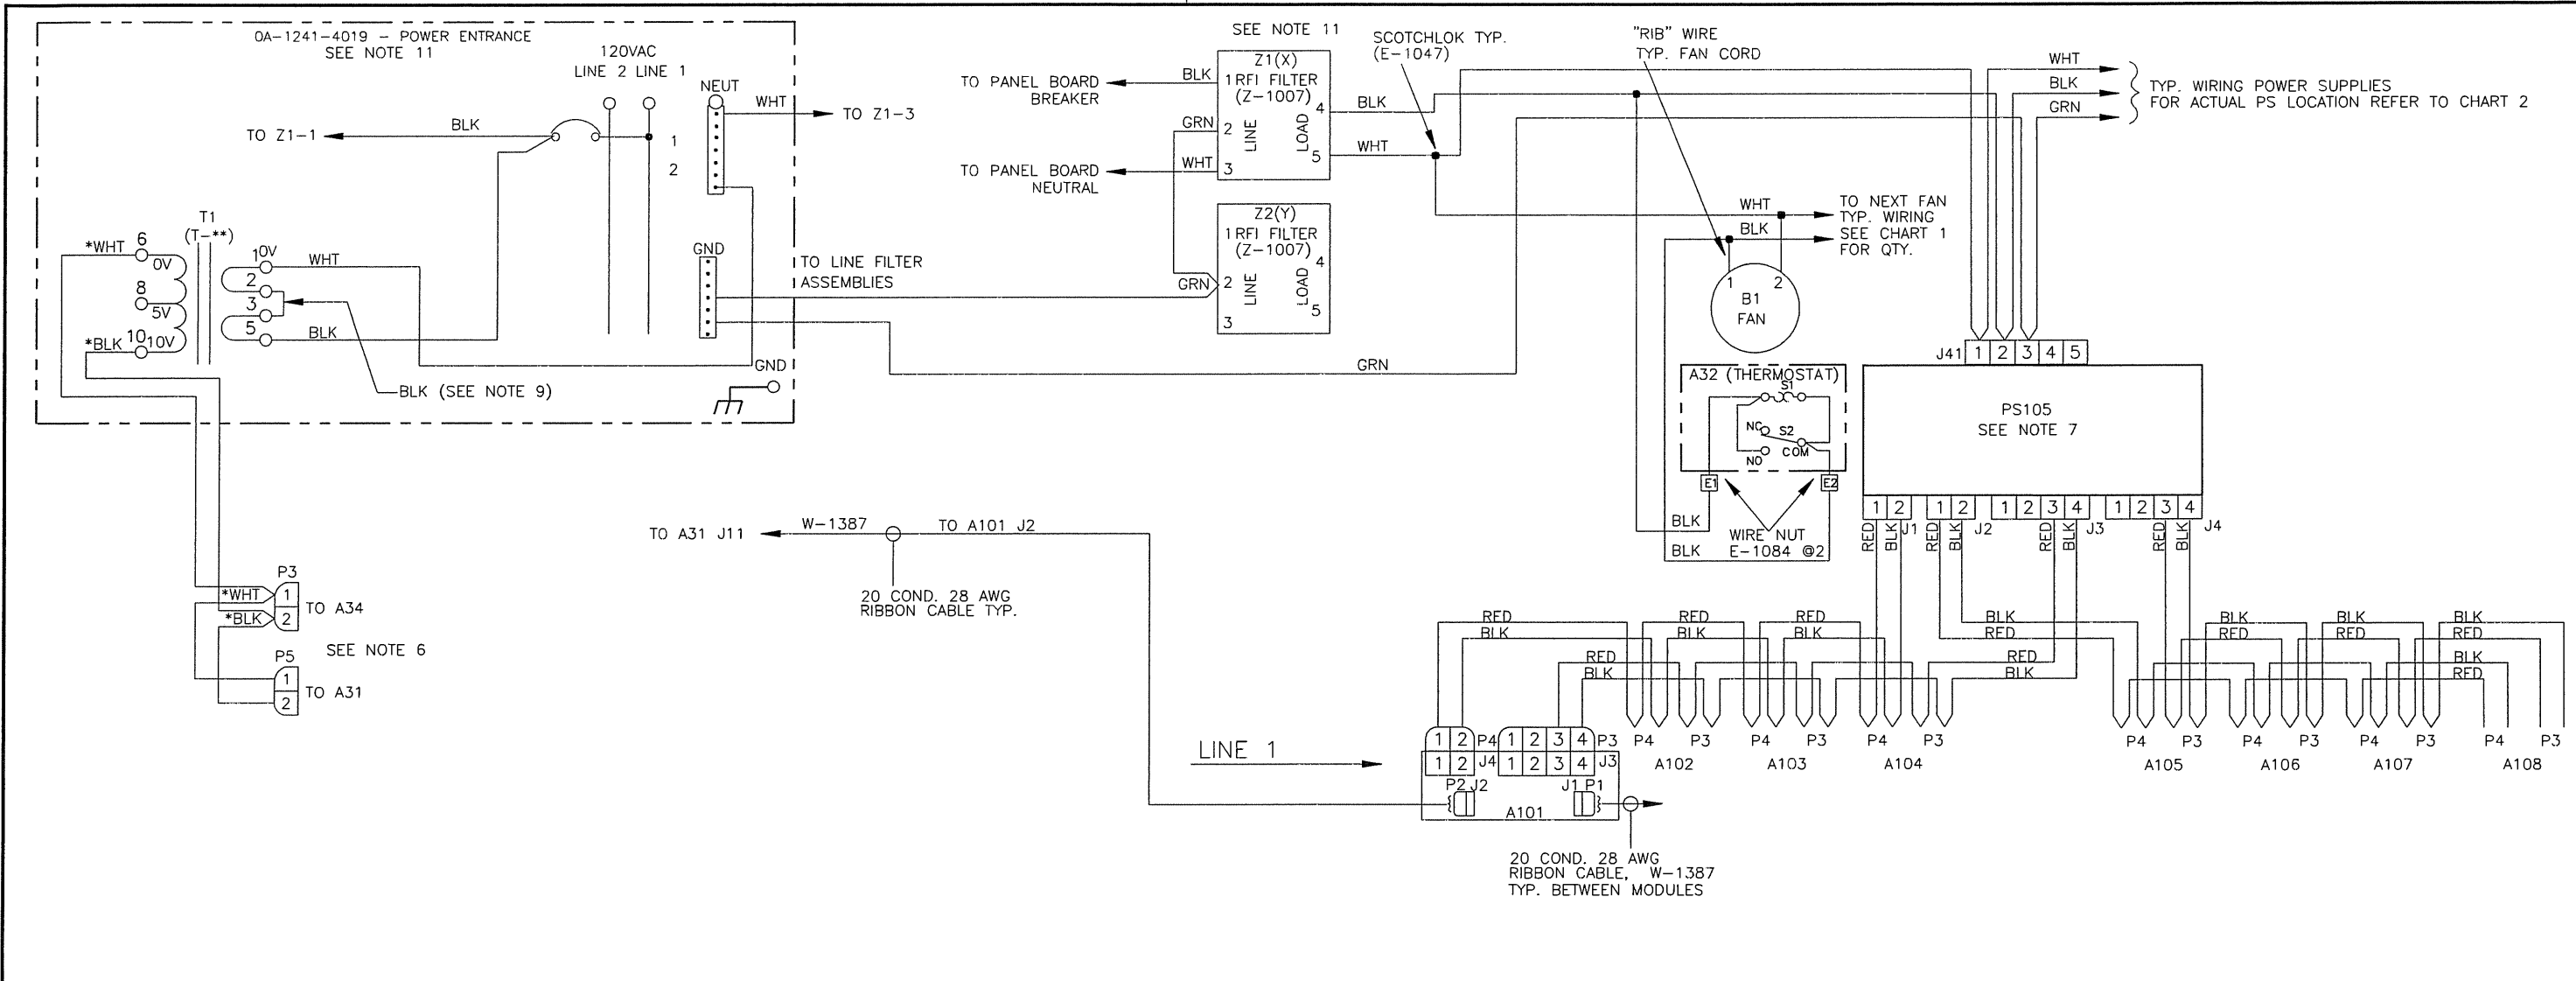 0A-1241-4019 - POWER ENTRANCE
SEE NOTE 11
120VAC
LINE 2 LINE 1
NEUT
WHT
TO Z1-3
TO Z1-1
BLK
1
2
T1
(T-**)
*WHT
6
0V
8
5V
*BLK
10
10V
1
0V
2
3
5
WHT
BLK
BLK (SEE NOTE 9)
GND
GND
TO LINE FILTER
ASSEMBLIES
SEE NOTE 11
TO PANEL BOARD
BREAKER
BLK
Z1(X)
1 RFI FILTER
(Z-1007)
4
GRN
2
LINE
LOAD
5
WHT
3
TO PANEL BOARD
NEUTRAL
BLK
WHT
Z2(Y)
1 RFI FILTER
(Z-1007)
4
GRN
2
LINE
LOAD
5
3
GRN
SCOTCHLOK TYP.
(E-1047)
"RIB" WIRE
TYP. FAN CORD
WHT
BLK
GRN
TYP. WIRING POWER SUPPLIES
FOR ACTUAL PS LOCATION REFER TO CHART 2
WHT
BLK
TO NEXT FAN
TYP. WIRING
SEE CHART 1
FOR QTY.
1
2
B1
FAN
J41
1 2 3 4 5
A32 (THERMOSTAT)
S1
NC
S2
NO
COM
E1
E2
BLK
BLK
WIRE NUT
E-1084 @2
PS105
SEE NOTE 7
1 2
J1
1 2
J2
1 2 3 4
J3
1 2 3 4
J4
RED
BLK
RED
BLK
RED
BLK
RED
BLK
TO A31 J11
W-1387
TO A101 J2
20 COND. 28 AWG
RIBBON CABLE TYP.
P3
*WHT
1
*BLK
2
TO A34
SEE NOTE 6
P5
1
2
TO A31
RED
BLK
RED
BLK
RED
BLK
RED
BLK
RED
BLK
BLK
RED
BLK
RED
BLK
RED
BLK
RED
BLK
RED
LINE 1
1 2
P4
1 2 3 4
P3
1 2
J4
1 2 3 4
J3
P2 J2
J1 P1
A101
P4
P3
A102
P4
P3
A103
P4
P3
A104
P4
P3
A105
P4
P3
A106
P4
P3
A107
P4
P3
A108
20 COND. 28 AWG
RIBBON CABLE, W-1387
TYP. BETWEEN MODULES